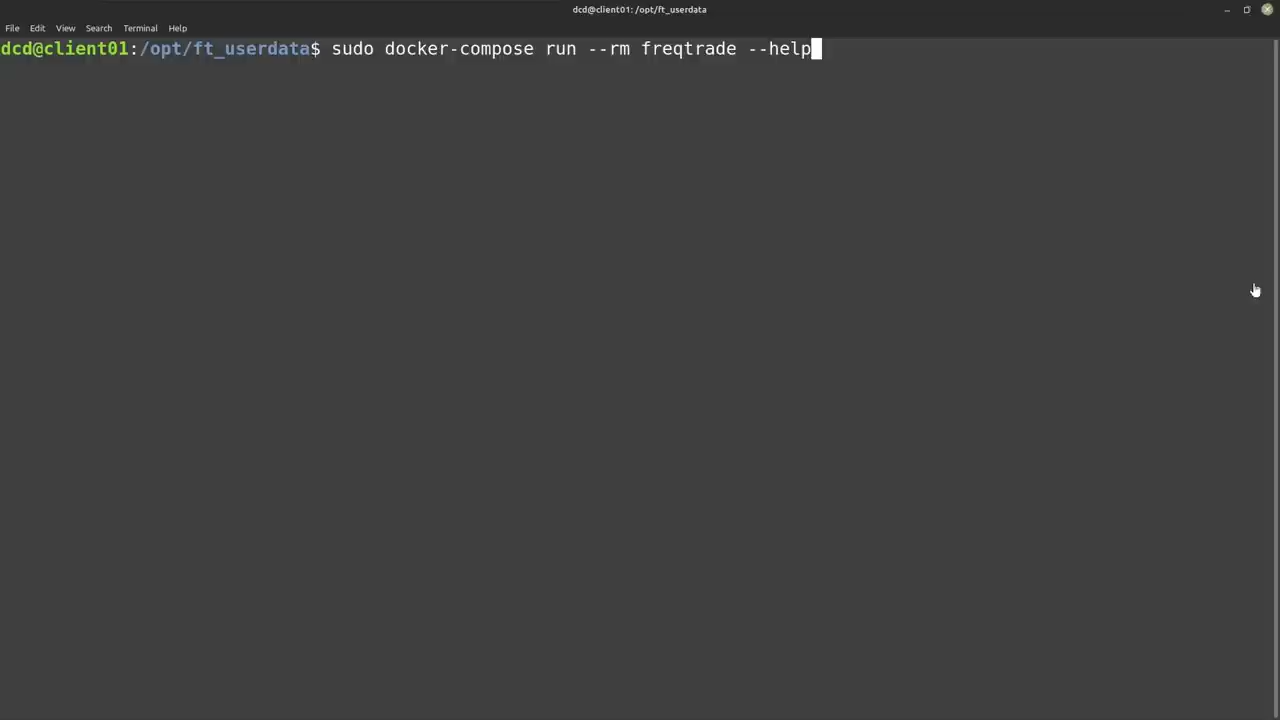 dcd@client01: /opt/ft_userdata
File Edit View Search Terminal Help
dcd@client01:/opt/ft_userdata$ sudo docker-compose run --rm freqtrade --help